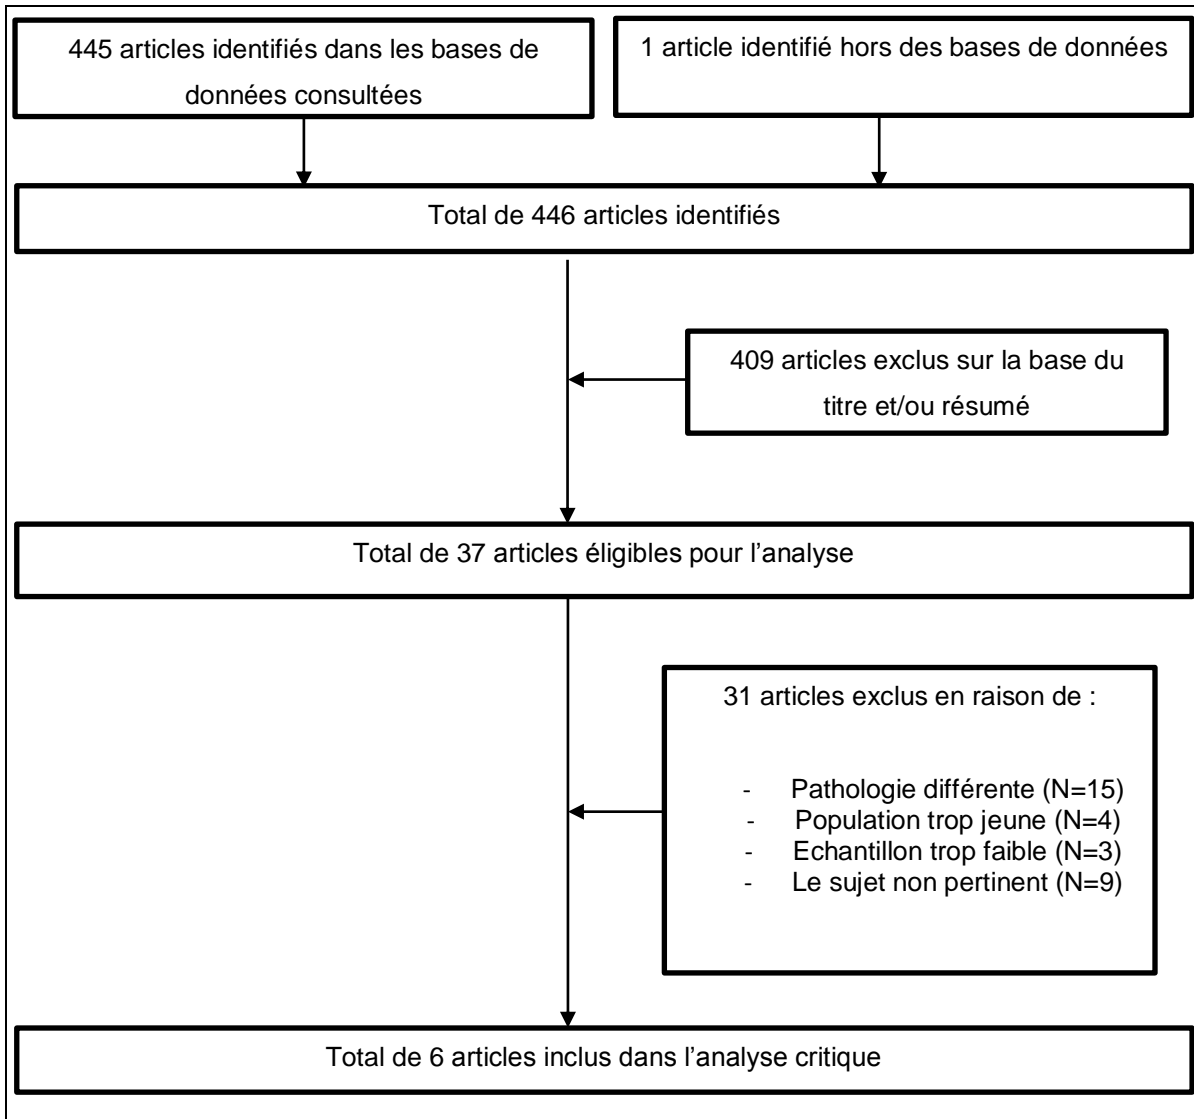 445 articles identifiés dans les bases de
données consultées
1 article identifié hors des bases de données
Total de 446 articles identifiés
409 articles exclus sur la base du
titre et/ou résumé
Total de 37 articles éligibles pour l’analyse
31 articles exclus en raison de :
- Pathologie différente (N=15)
- Population trop jeune (N=4)
- Echantillon trop faible (N=3)
- Le sujet non pertinent (N=9)
Total de 6 articles inclus dans l’analyse critique